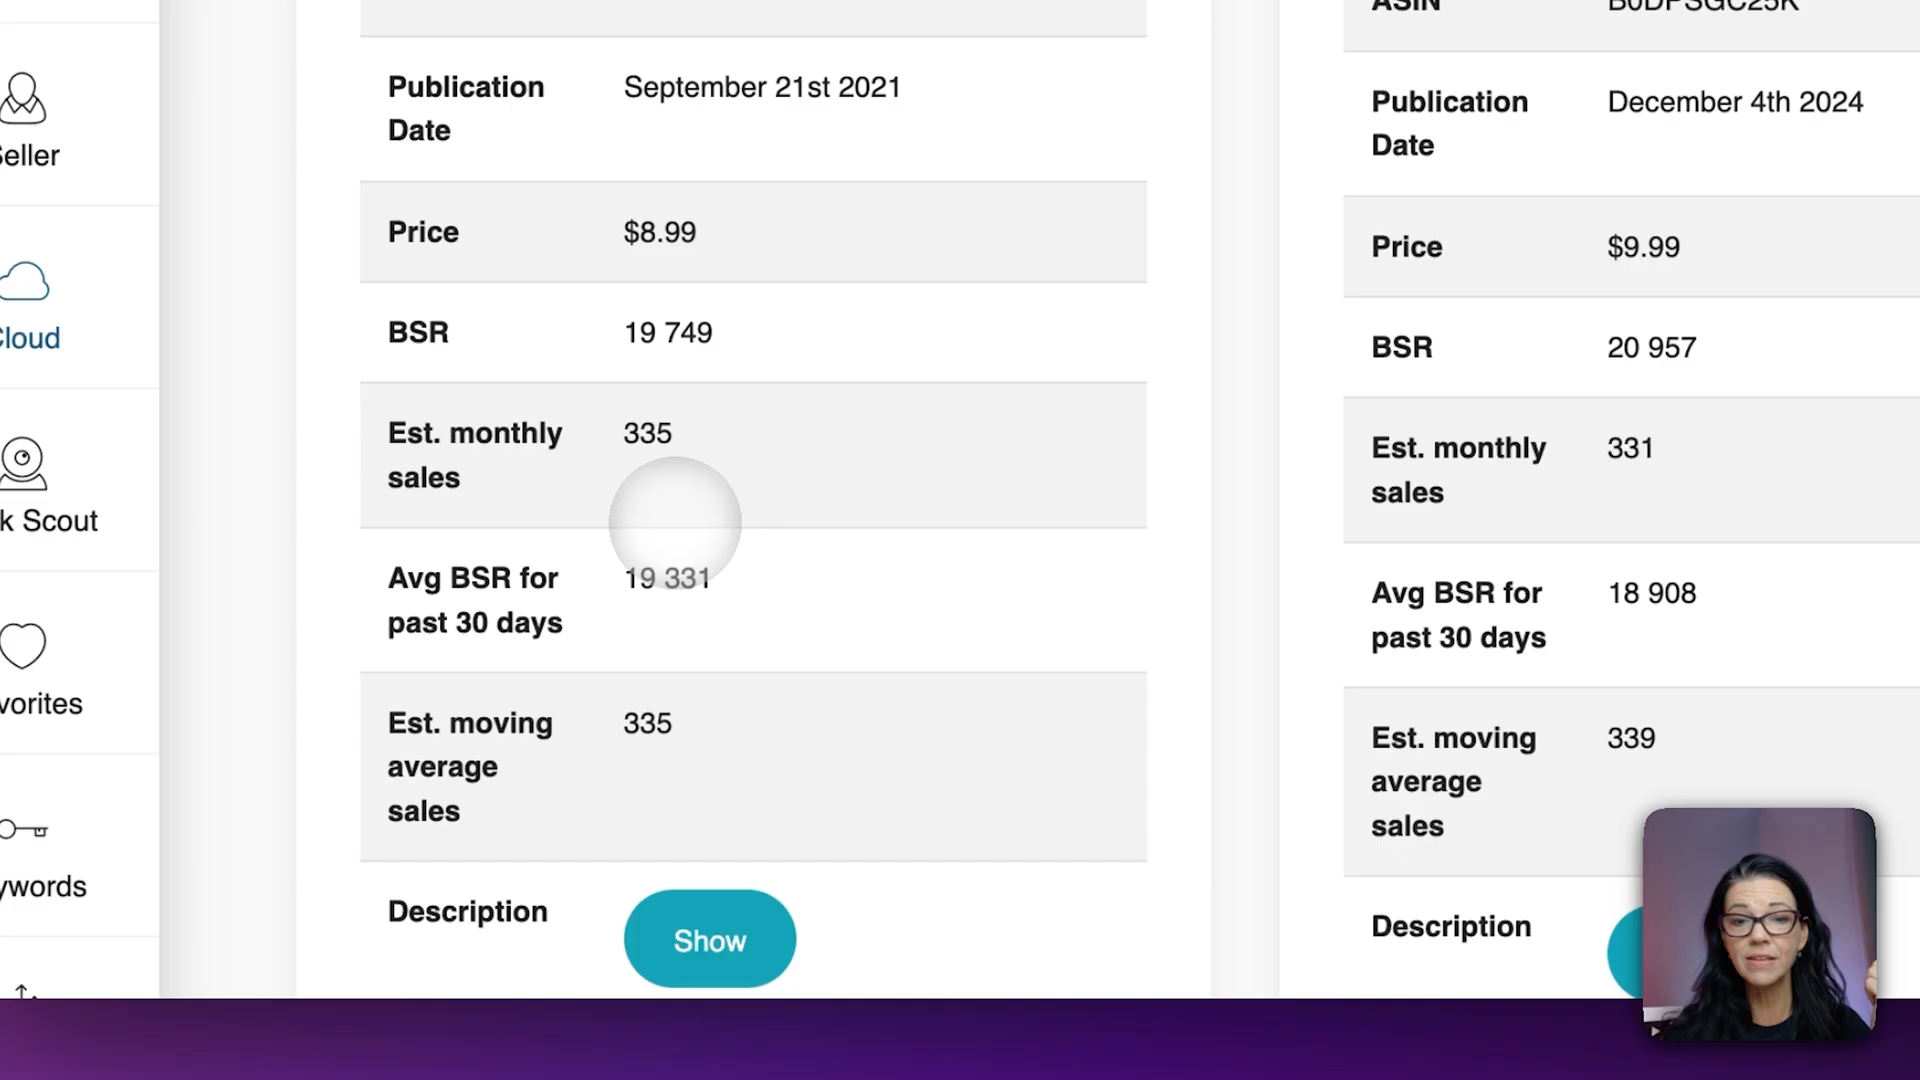 Seller
Cloud
k Scout
vorites
ywords
Publication
Date
September 21st 2021
Price
$8.99
BSR
19 749
Est. monthly
sales
335
Avg BSR for
past 30 days
19 331
Est. moving
average
sales
335
Description
Show
ASIN
Publication
Date
December 4th 2024
Price
$9.99
BSR
20 957
Est. monthly
sales
331
Avg BSR for
past 30 days
18 908
Est. moving
average
sales
339
Description